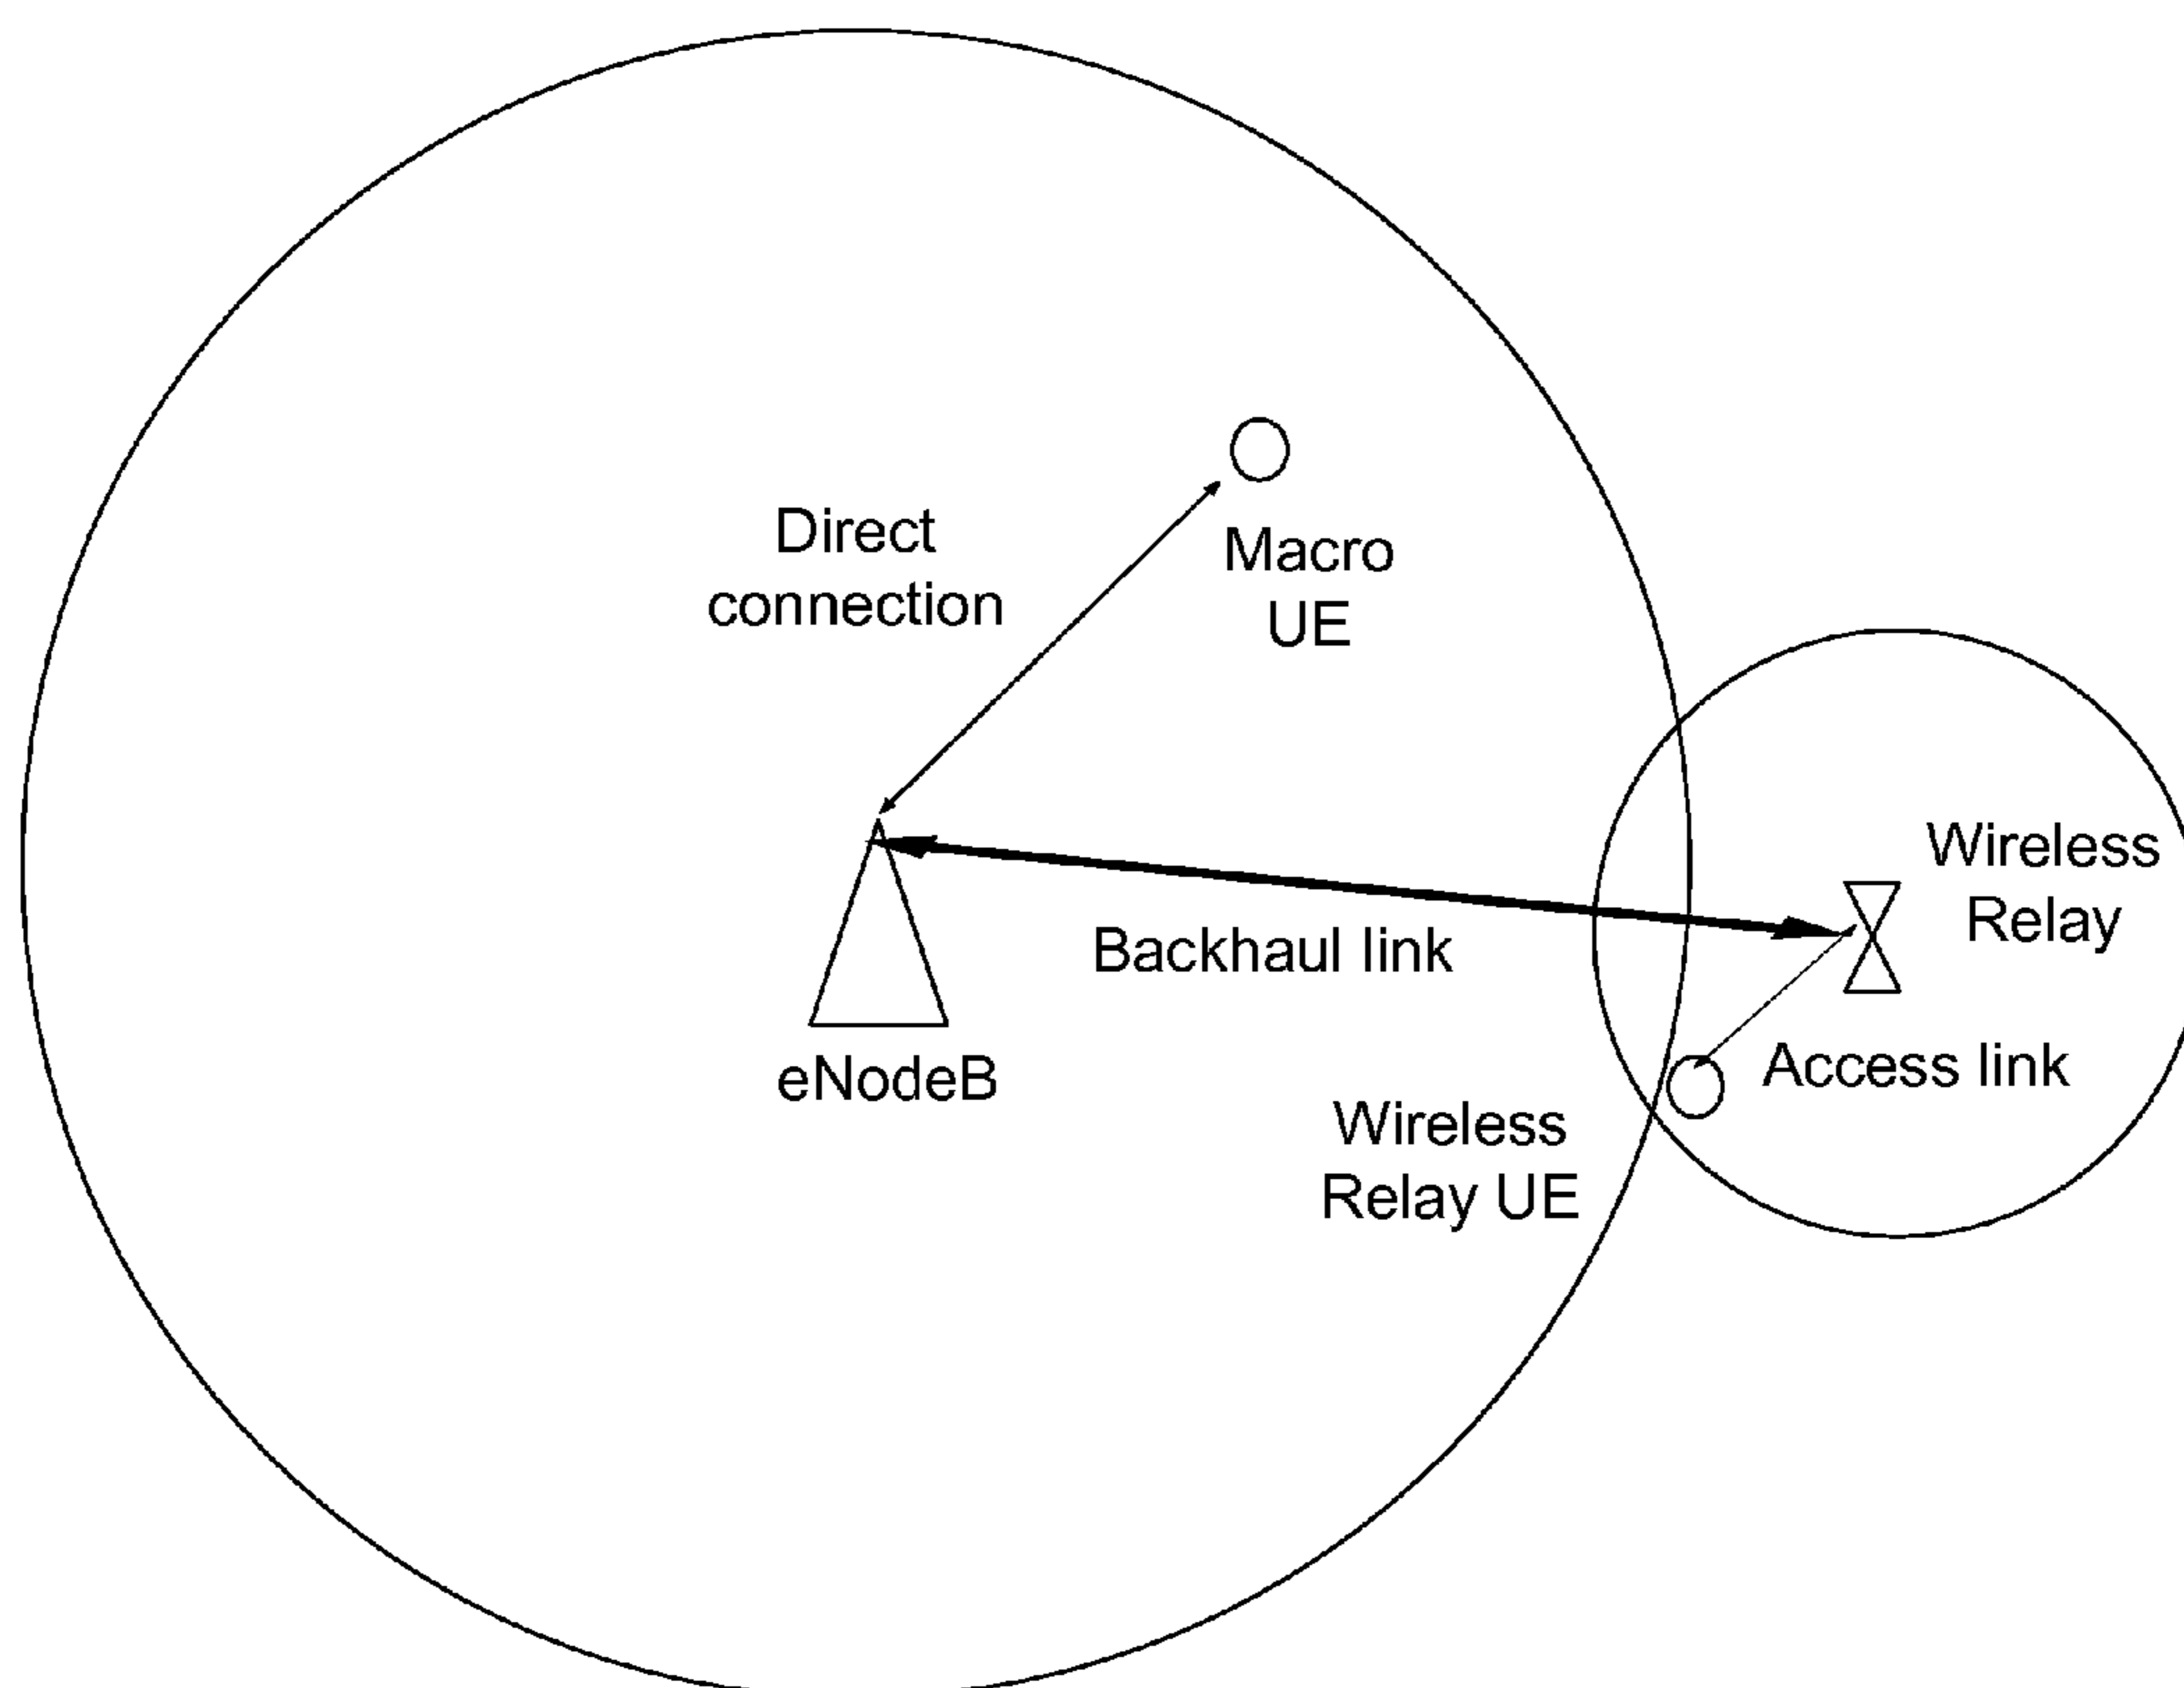 Direct
connection
Macro
UE
Wireless
Relay
Backhaul link
eNodeB
Access link
Wireless
Relay UE